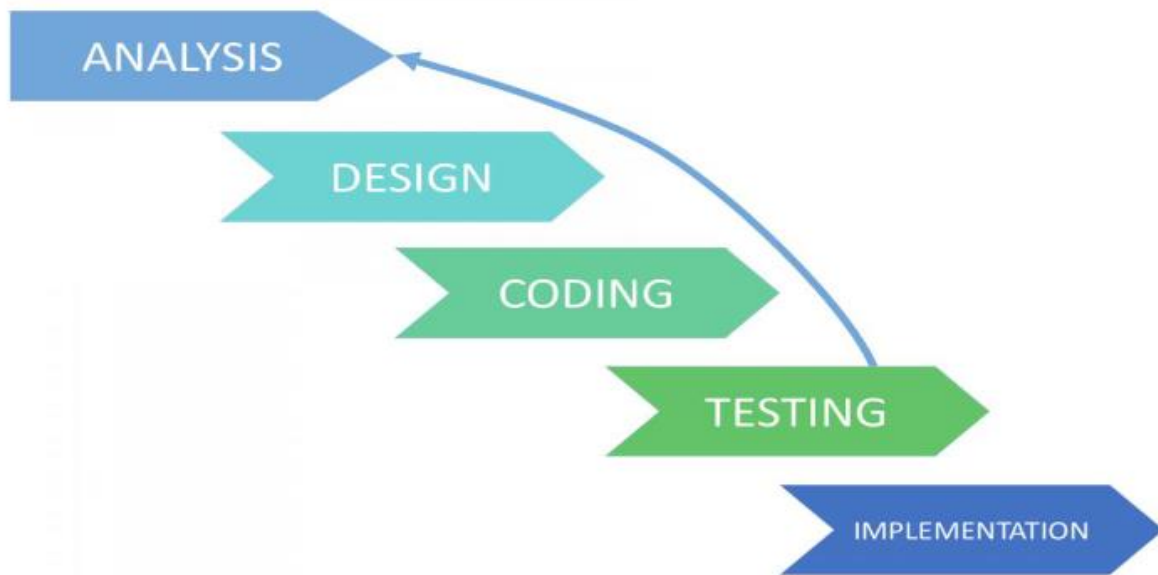 ANALYSIS
DESIGN
CODING
TESTING
IMPLEMENTATION